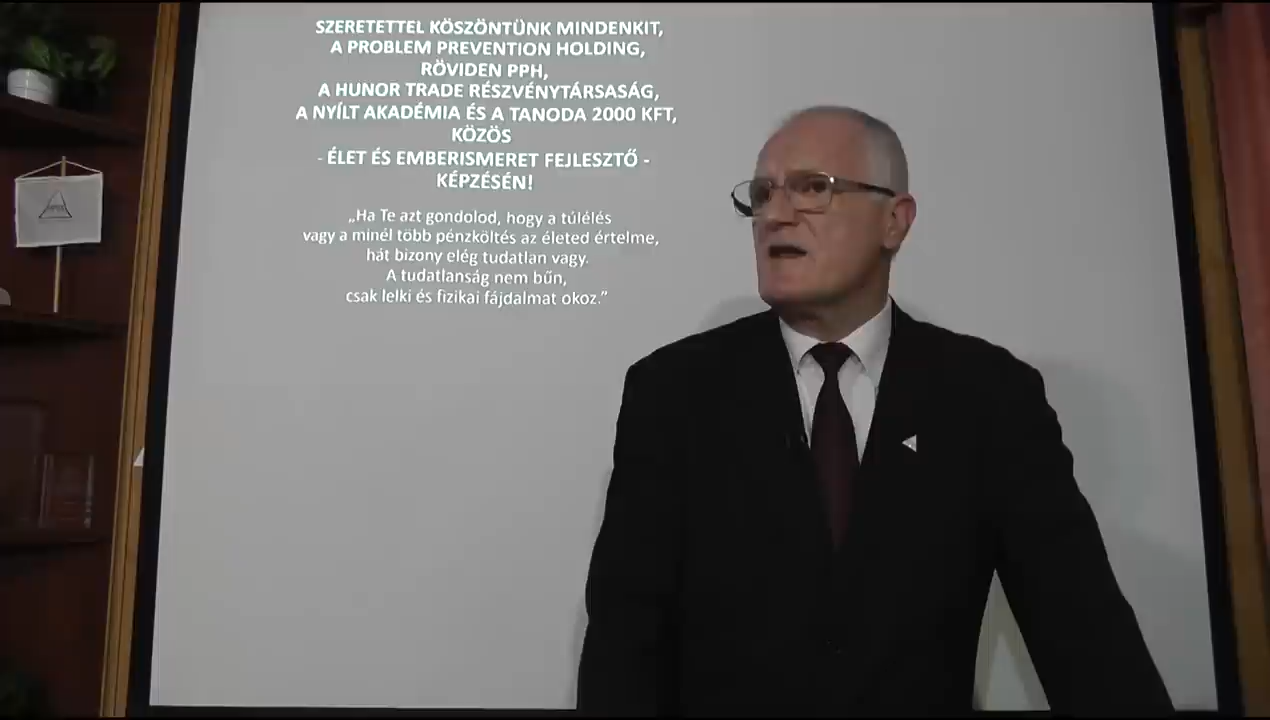 SZERETETTEL KÖSZÖNTÜNK MINDENKIT,
A PROBLEM PREVENTION HOLDING,
RÖVIDEN PPH,
A HUNOR TRADE RÉSZVÉNYTÁRSASÁG,
A NYÍLT AKADÉMIA ÉS A TANODA 2000 KFT,
KÖZÖS
- ÉLET ÉS EMBERISMERET FEJLESZTŐ -
KÉPZÉSÉN!
„Ha Te azt gondolod, hogy a túlélés
vagy a minél több pénzköltés az életed értelme,
hát bizony elég tudatlan vagy.
A tudatlanság nem bűn,
csak lelki és fizikai fájdalmat okoz.”